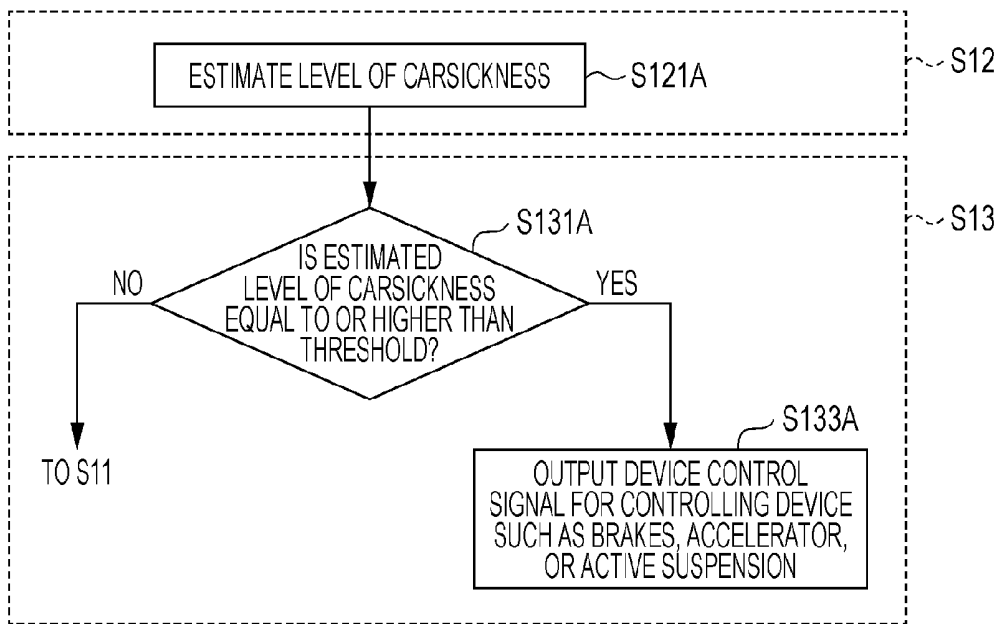 ESTIMATE LEVEL OF CARSICKNESS
S121A
S12
S131A
S13
IS ESTIMATED
LEVEL OF CARSICKNESS
EQUAL TO OR HIGHER THAN
THRESHOLD?
NO
YES
TO S11
S133A
OUTPUT DEVICE CONTROL
SIGNAL FOR CONTROLLING DEVICE
SUCH AS BRAKES, ACCELERATOR,
OR ACTIVE SUSPENSION